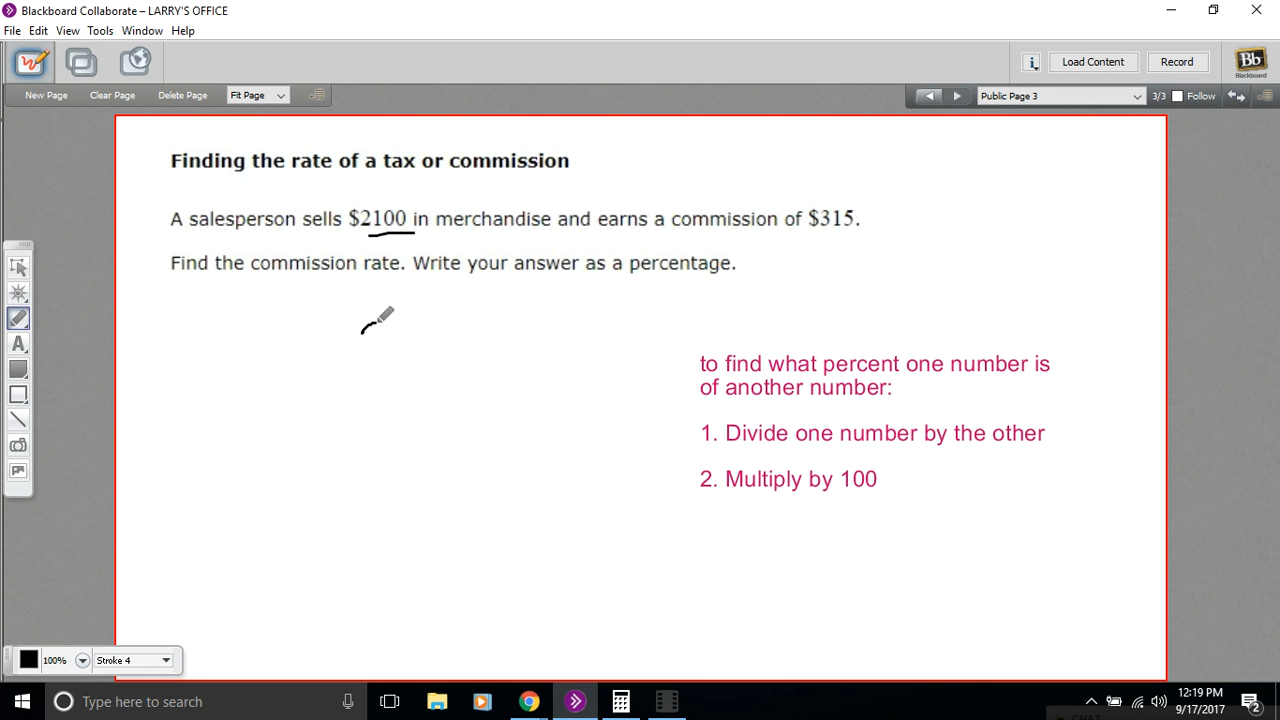 Blackboard Collaborate – LARRY'S OFFICE
File Edit View Tools Window Help
i Load Content Record Bb Blackboard
New Page Clear Page Delete Page Fit Page Public Page 3 3/3 Follow
Finding the rate of a tax or commission
A salesperson sells $2100 in merchandise and earns a commission of $315.
Find the commission rate. Write your answer as a percentage.
to find what percent one number is
of another number:
1. Divide one number by the other
2. Multiply by 100
A
100% Stroke 4
Type here to search
12:19 PM
9/17/2017
2
CHAT